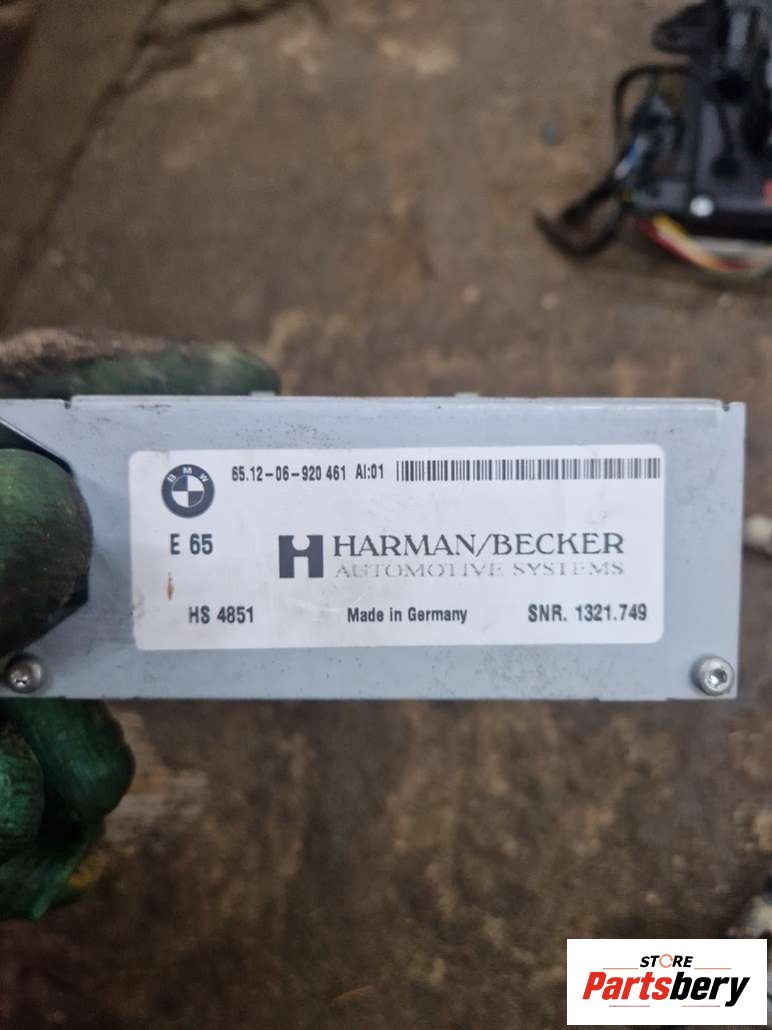 BMW
65.12-06-920 461 AI:01
E 65
H HARMAN/BECKER
AUTOMOTIVE SYSTEMS
HS 4851 Made in Germany SNR. 1321.749
STORE
Partsbery